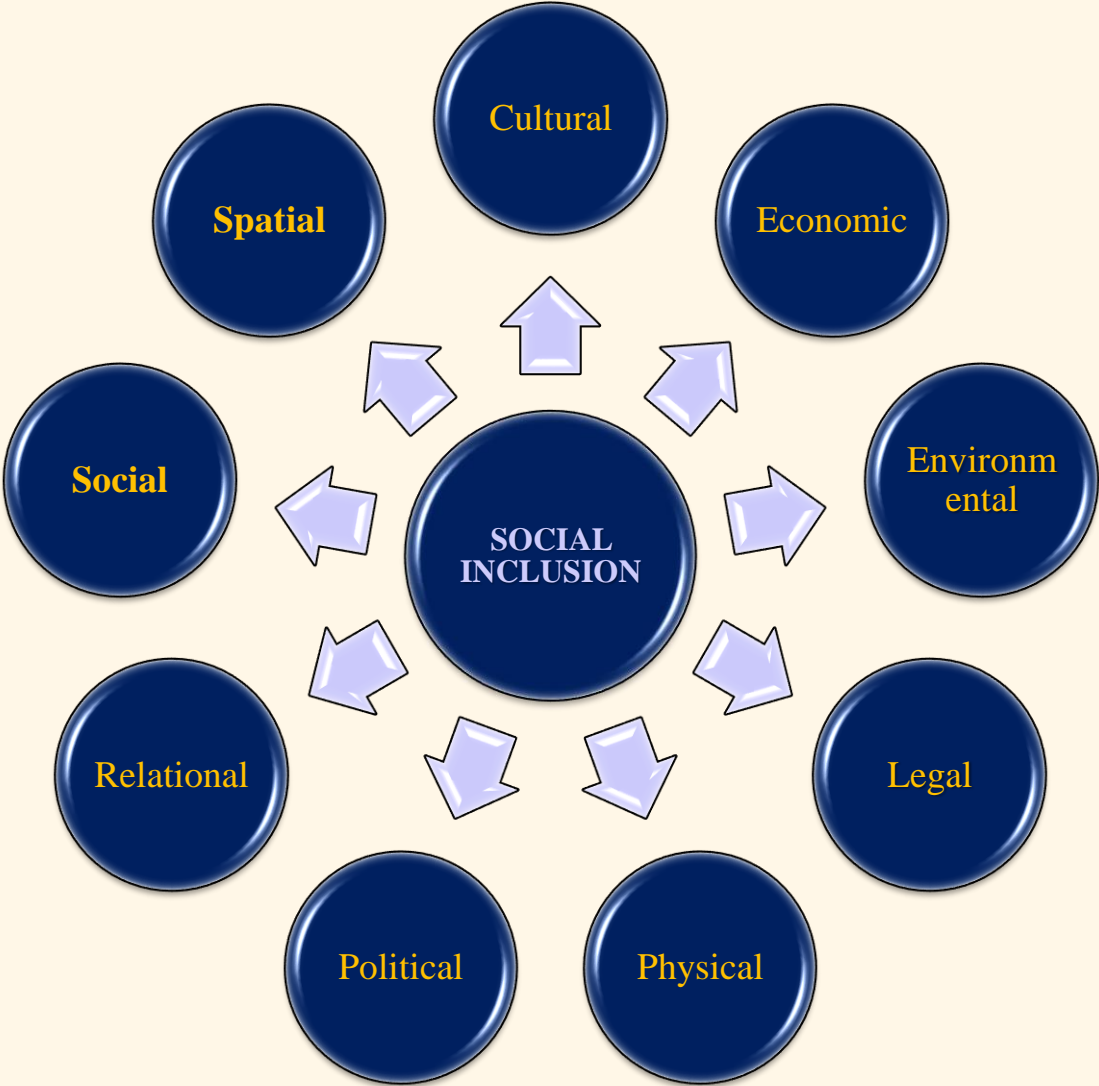 Cultural
Economic
Environm
ental
Legal
Physical
Political
Relational
Social
Spatial
SOCIAL
INCLUSION